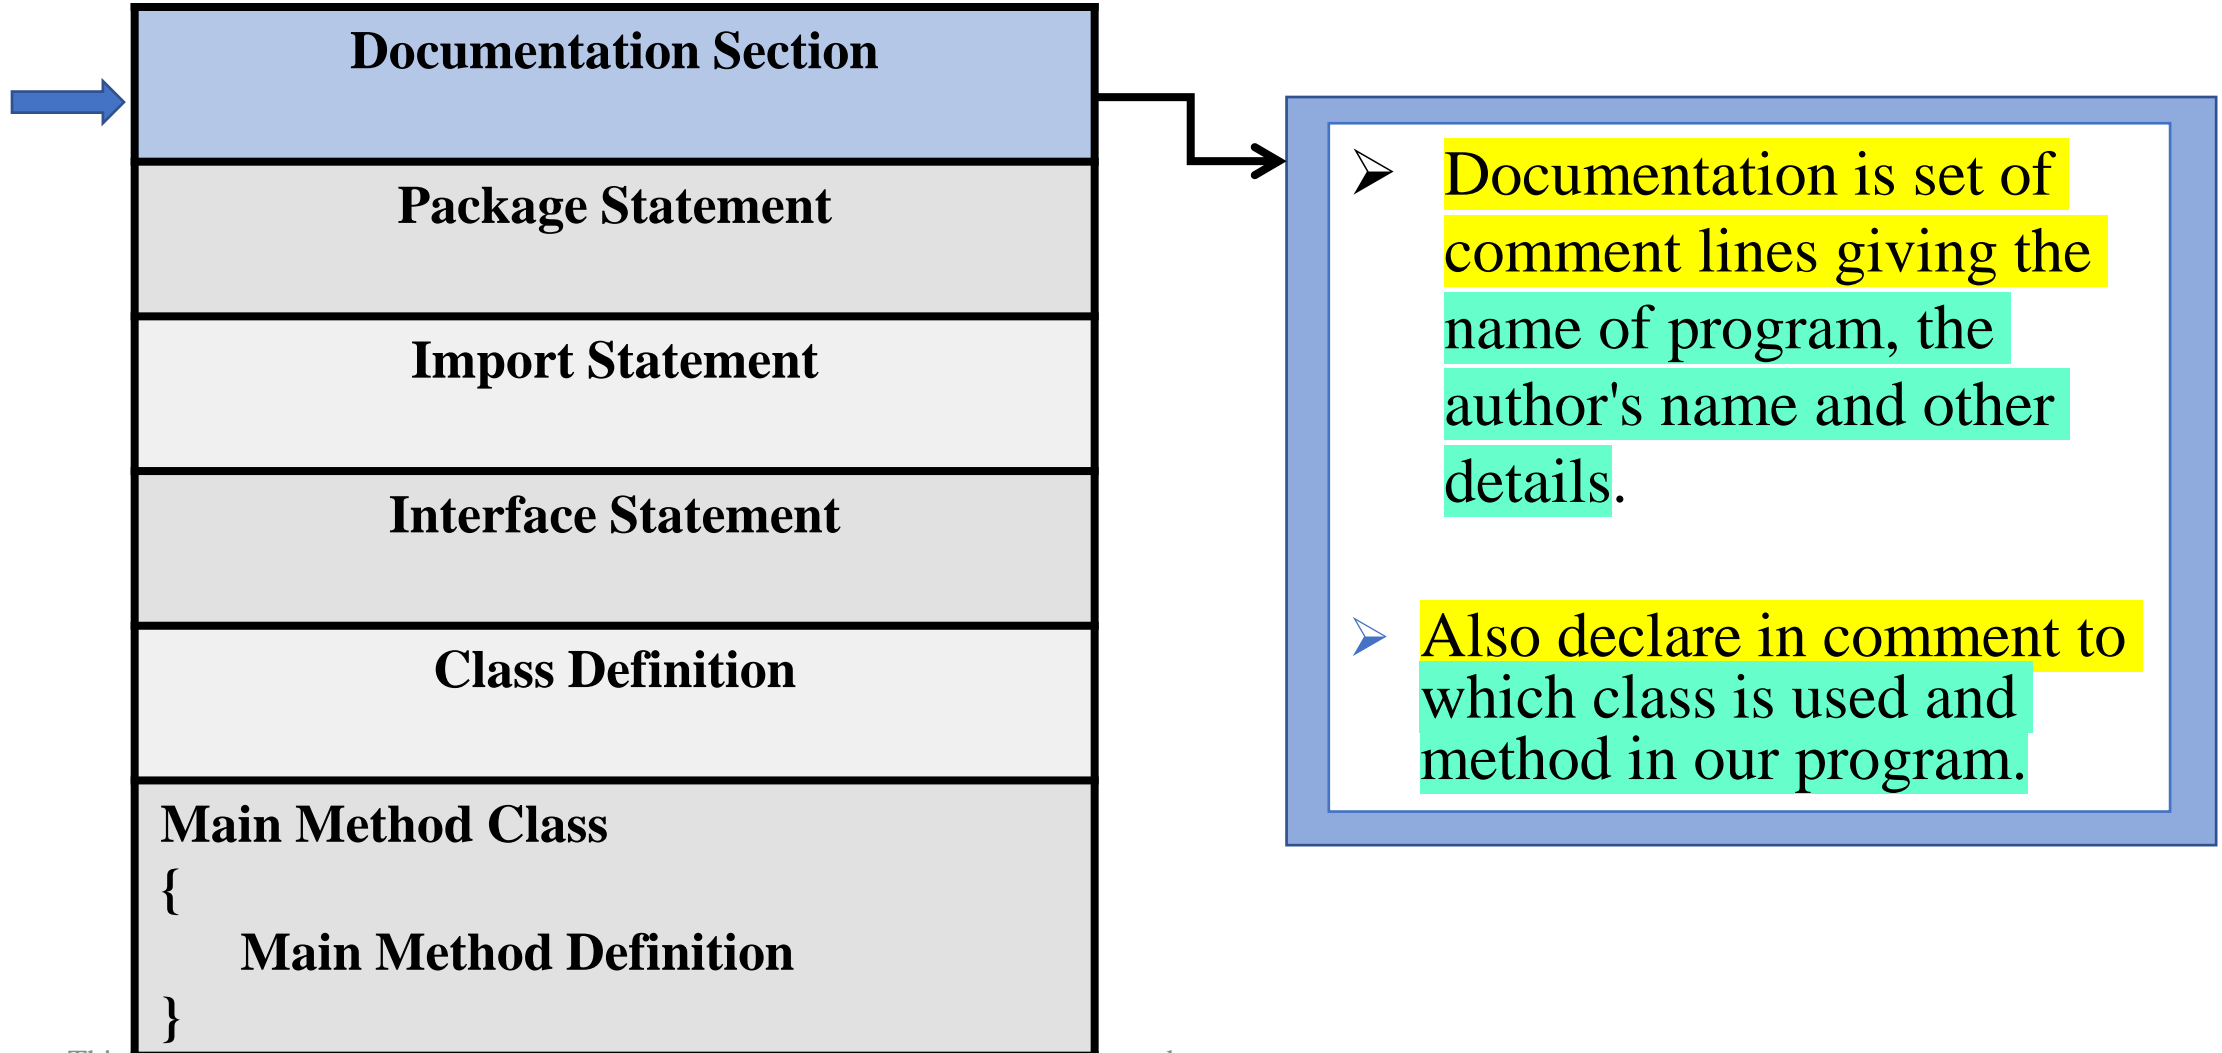 Documentation Section
Package Statement
Import Statement
Interface Statement
Class Definition
Main Method Class
{
Main Method Definition
}
Documentation is set of
comment lines giving the
name of program, the
author's name and other
details.
Also declare in comment to
which class is used and
method in our program.